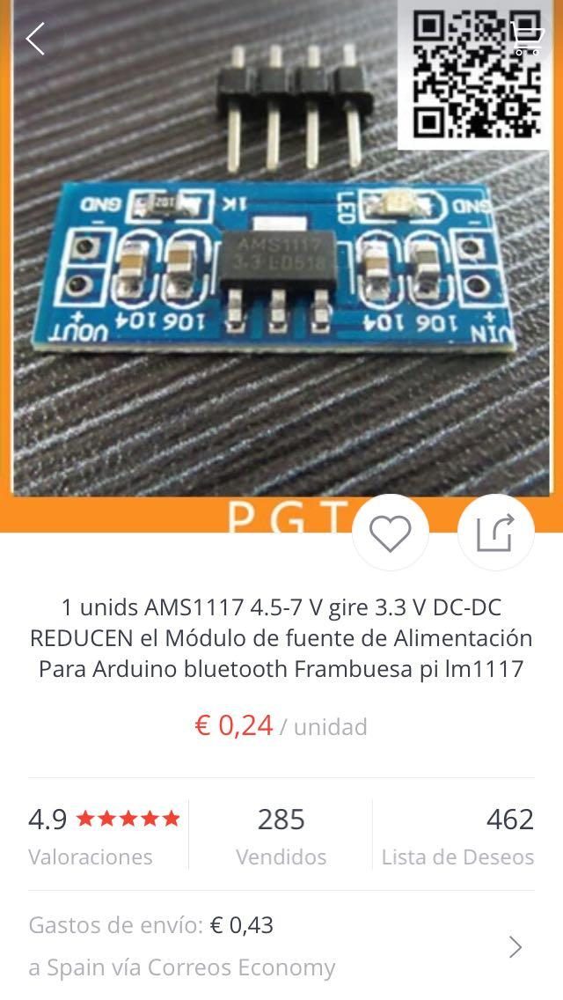 GND
201
1K
LED
GND
AMS1117
3.3 LD518
VOUT
104
106
104
106
VIN
PGT
1 unids AMS1117 4.5-7 V gire 3.3 V DC-DC
REDUCEN el Módulo de fuente de Alimentación
Para Arduino bluetooth Frambuesa pi lm1117
€ 0,24 / unidad
4.9
285
462
Valoraciones
Vendidos
Lista de Deseos
Gastos de envío: € 0,43
a Spain vía Correos Economy